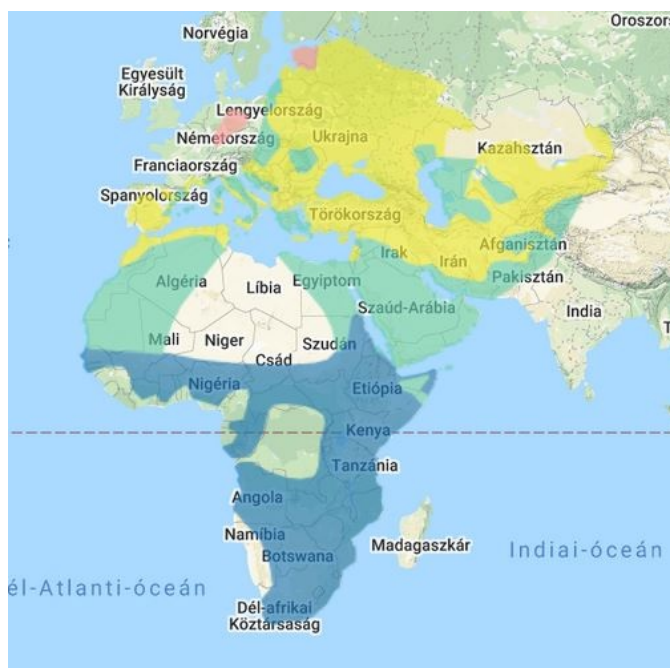 Oroszors
Norvégia
Egyesült
Királyság
Lengyelország
Németország
Ukrajna
Kazahsztán
Franciaország
Spanyolország
Törökország
Afganisztán
Irak
Irán
Algéria
Líbia
Egyiptom
Pakisztán
Szaúd-Arábia
India
Mali
Niger
Szudán
Csád
Nigéria
Etiópia
Kenya
Tanzánia
Angola
Namíbia
Madagaszkár
Indiai-óceán
Botswana
él-Atlanti-óceán
Dél-afrikai
Köztársaság